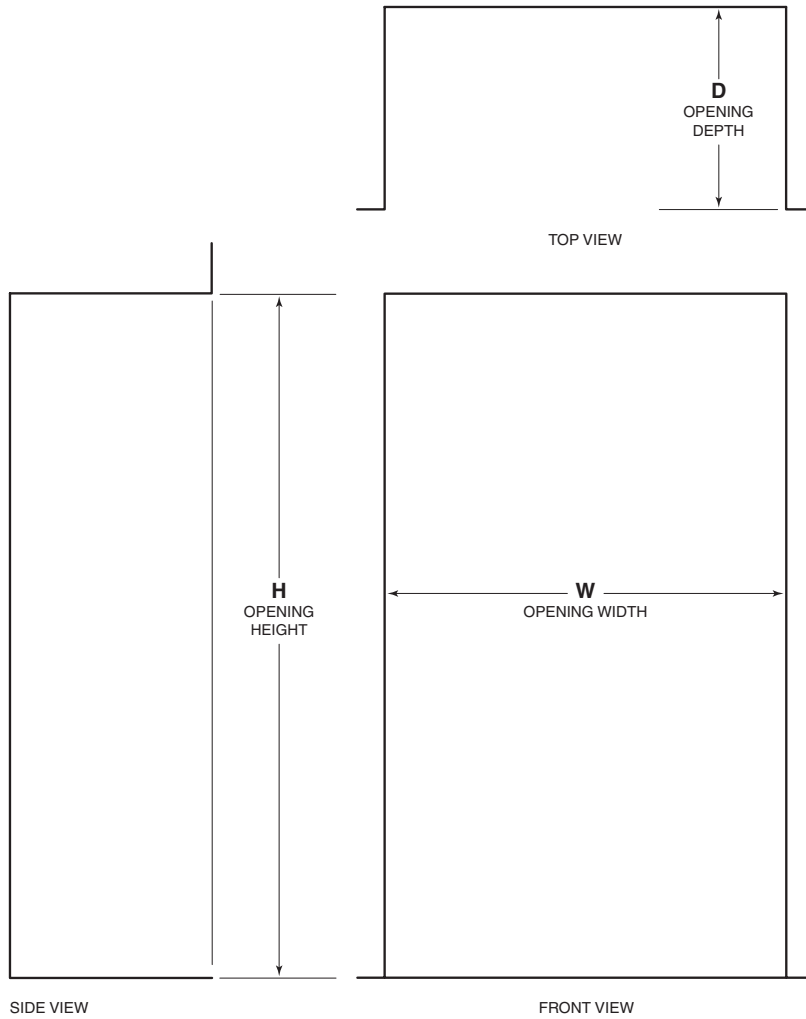 D
OPENING
DEPTH
TOP VIEW
H
OPENING
HEIGHT
W
OPENING WIDTH
SIDE VIEW
FRONT VIEW